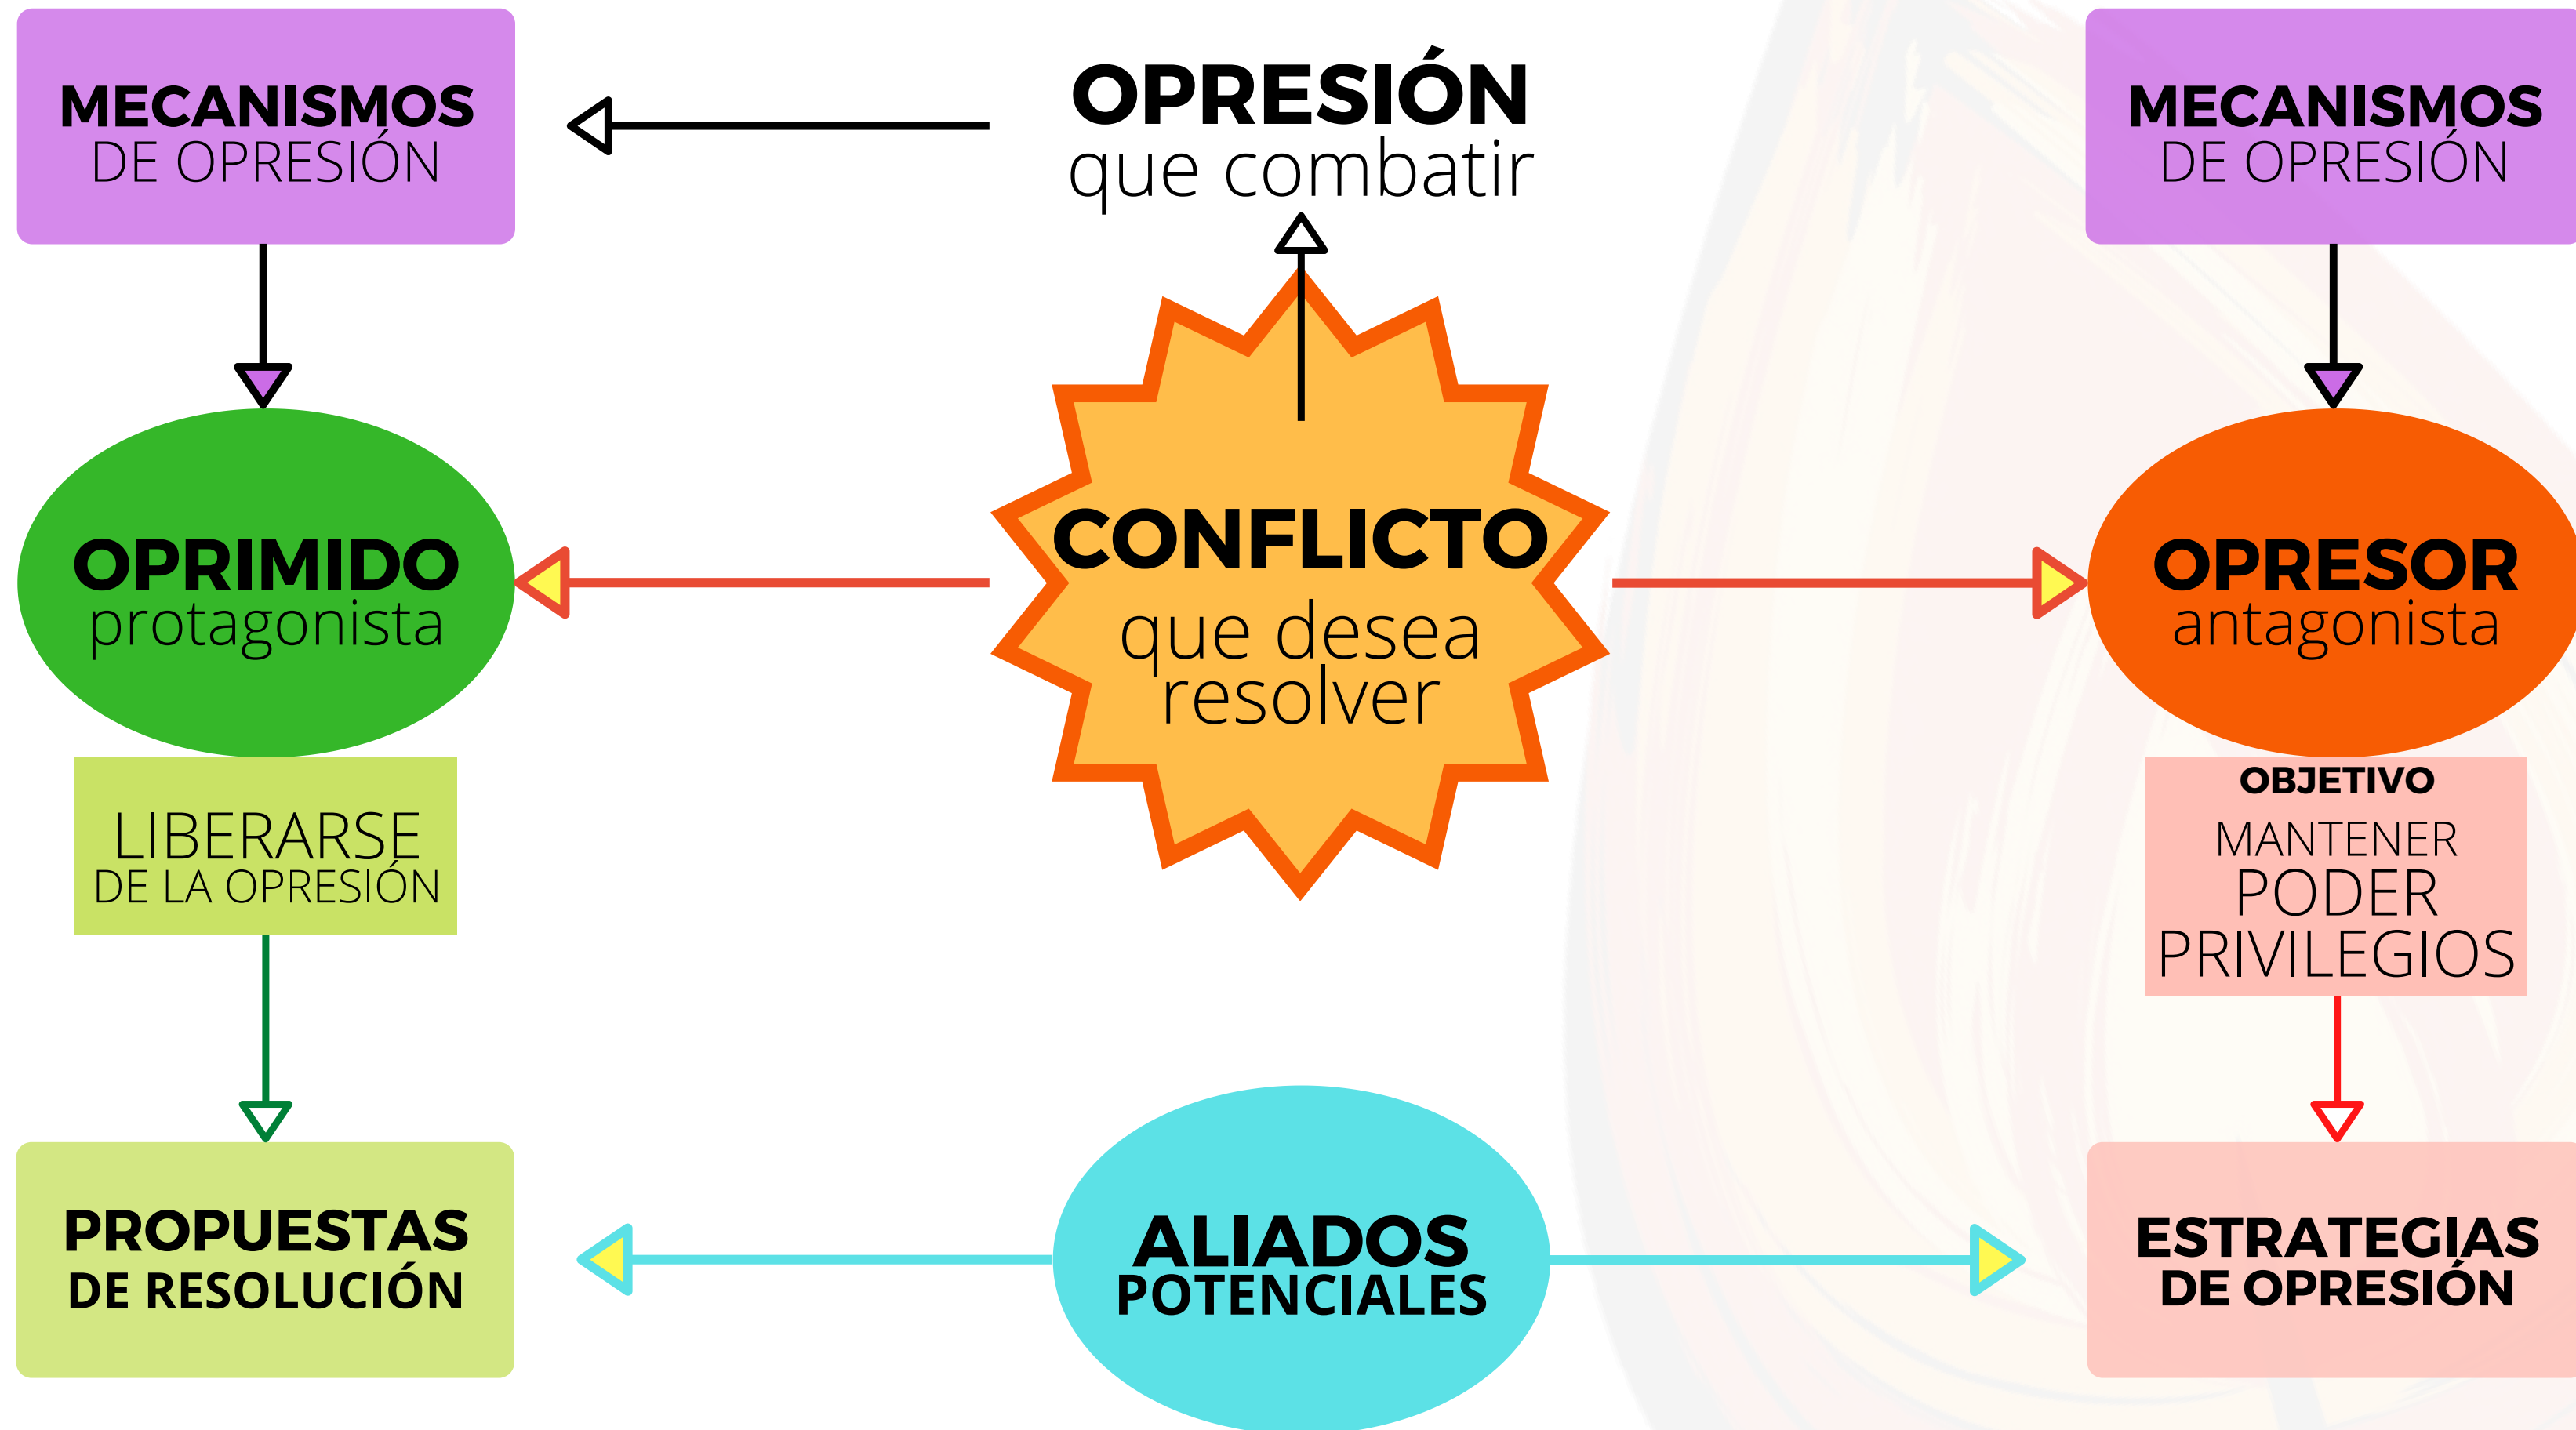 MECANISMOS
DE OPRESIÓN
OPRESIÓN
que combatir
MECANISMOS
DE OPRESIÓN
OPRIMIDO
protagonista
CONFLICTO
que desea
resolver
OPRESOR
antagonista
LIBERARSE
DE LA OPRESIÓN
OBJETIVO
MANTENER
PODER
PRIVILEGIOS
PROPUESTAS
DE RESOLUCIÓN
ALIADOS
POTENCIALES
ESTRATEGIAS
DE OPRESIÓN